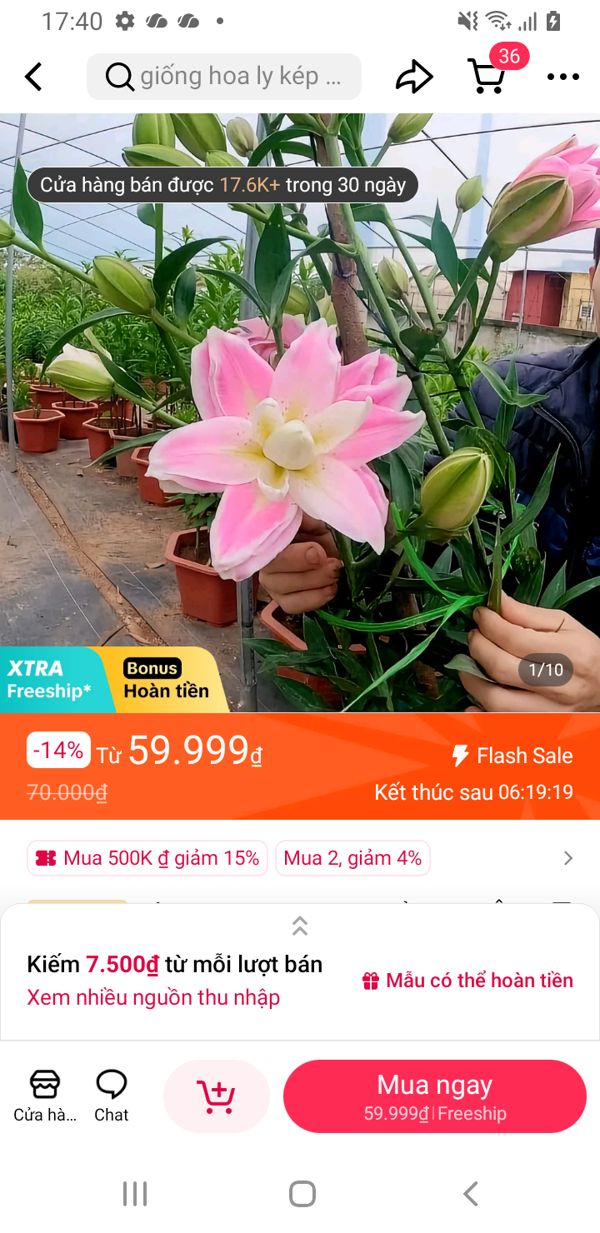 17:40
giống hoa ly kép ...
36
Cửa hàng bán được 17.6K+ trong 30 ngày
XTRA
Freeship*
Bonus
Hoàn tiền
1/10
-14% Từ 59.999₫
Flash Sale
70.000₫
Kết thúc sau 06:19:19
Mua 500K ₫ giảm 15%
Mua 2, giảm 4%
Kiếm 7.500₫ từ mỗi lượt bán
Xem nhiều nguồn thu nhập
Mẫu có thể hoàn tiền
Cửa hà...
Chat
Mua ngay
59.999₫ | Freeship